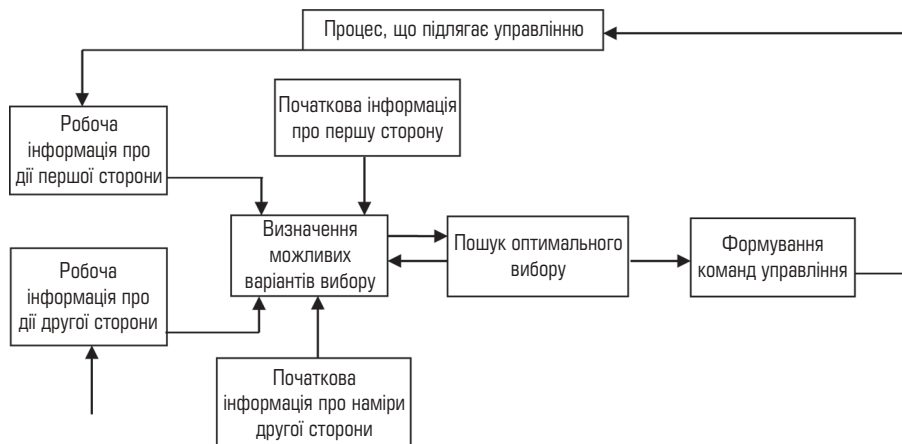 Процес, що підлягає управлінню
Початкова інформація
про першу сторону
Робоча
інформація про
дії першої сторони
Визначення
можливих
варіантів вибору
Пошук оптимального
вибору
Формування
команд управління
Робоча
інформація про
дії другої сторони
Початкова
інформація про наміри
другої сторони